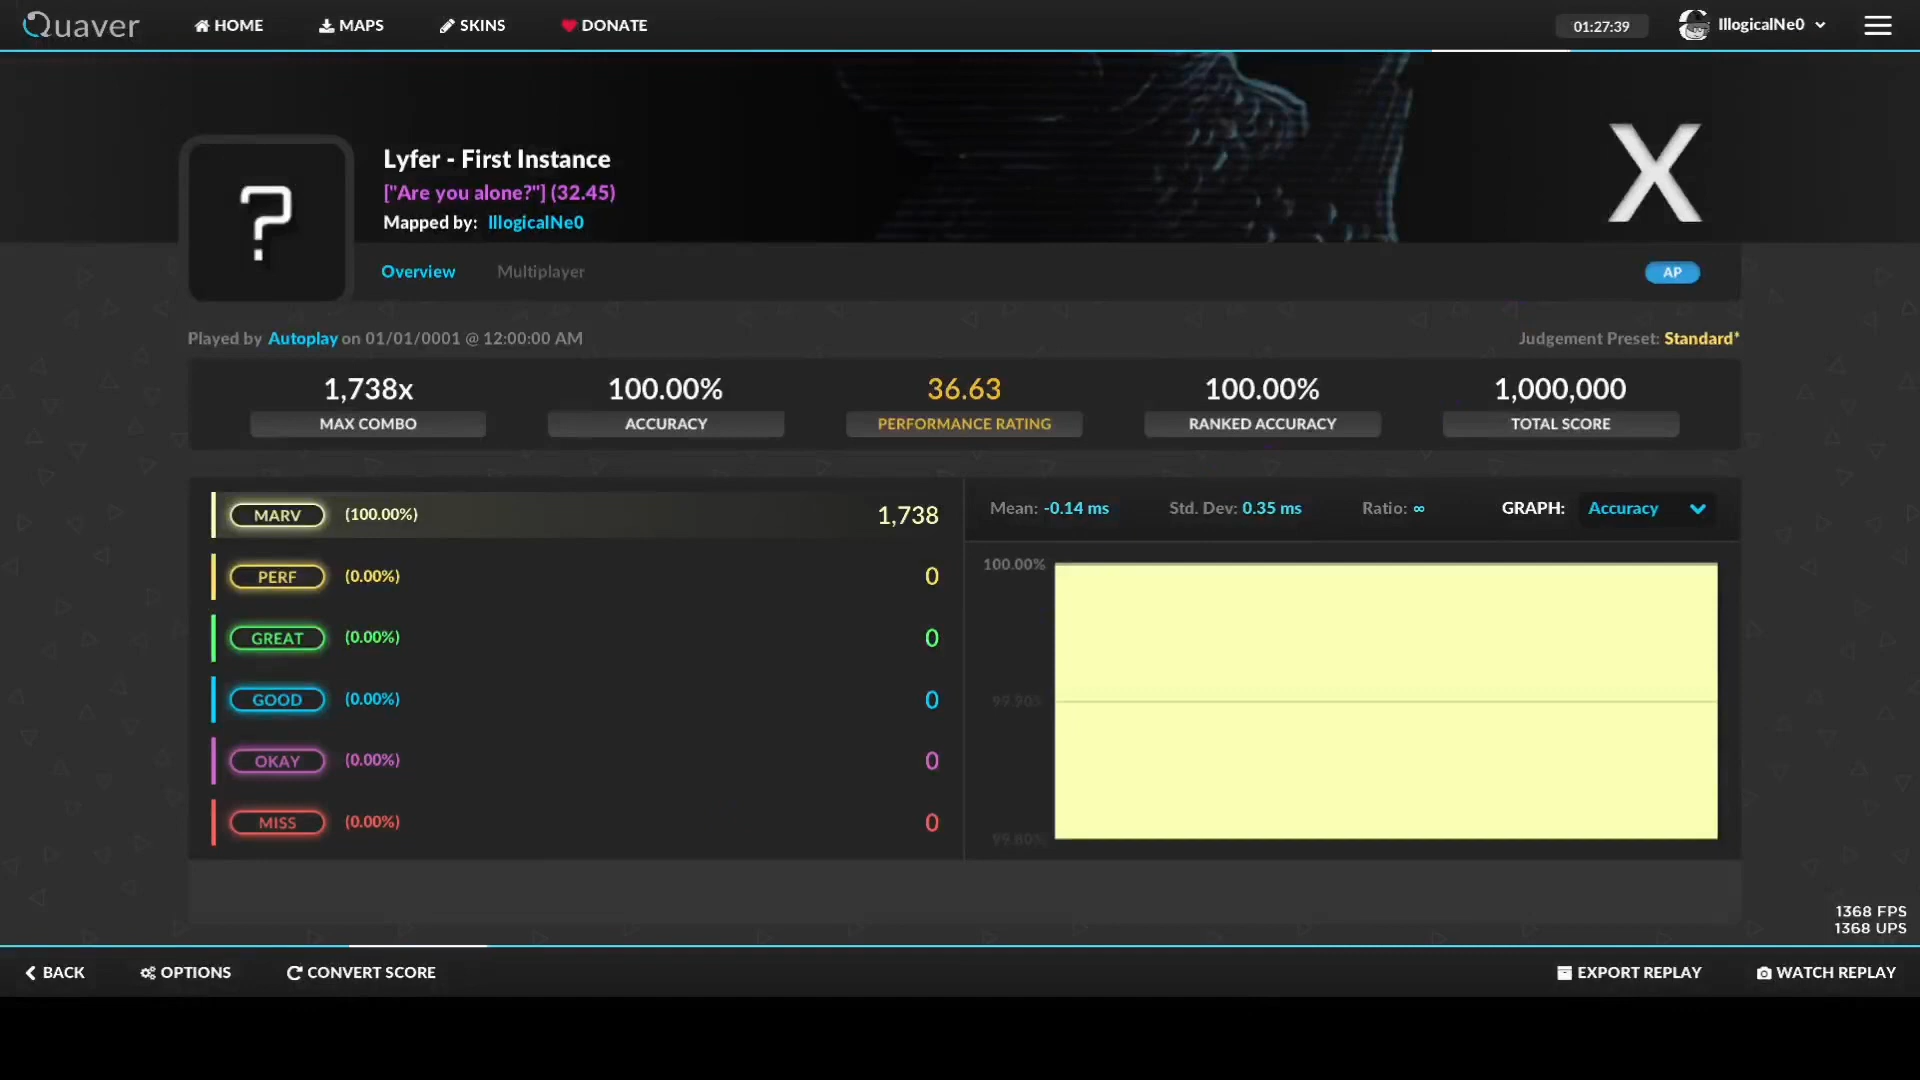 Quaver HOME MAPS SKINS DONATE 01:27:39 IllogicalNe0
Lyfer - First Instance
["Are you alone?"] (32.45)
Mapped by: IllogicalNe0
X
?
Overview Multiplayer AP
Played by Autoplay on 01/01/0001 @ 12:00:00 AM Judgement Preset: Standard*
1,738x 100.00% 36.63 100.00% 1,000,000
MAX COMBO ACCURACY PERFORMANCE RATING RANKED ACCURACY TOTAL SCORE
MARV (100.00%) 1,738
PERF (0.00%) 0
GREAT (0.00%) 0
GOOD (0.00%) 0
OKAY (0.00%) 0
MISS (0.00%) 0
Mean: -0.14 ms Std. Dev: 0.35 ms Ratio: ∞ GRAPH: Accuracy
100.00%
99.90%
99.80%
1368 FPS
1368 UPS
BACK OPTIONS CONVERT SCORE EXPORT REPLAY WATCH REPLAY